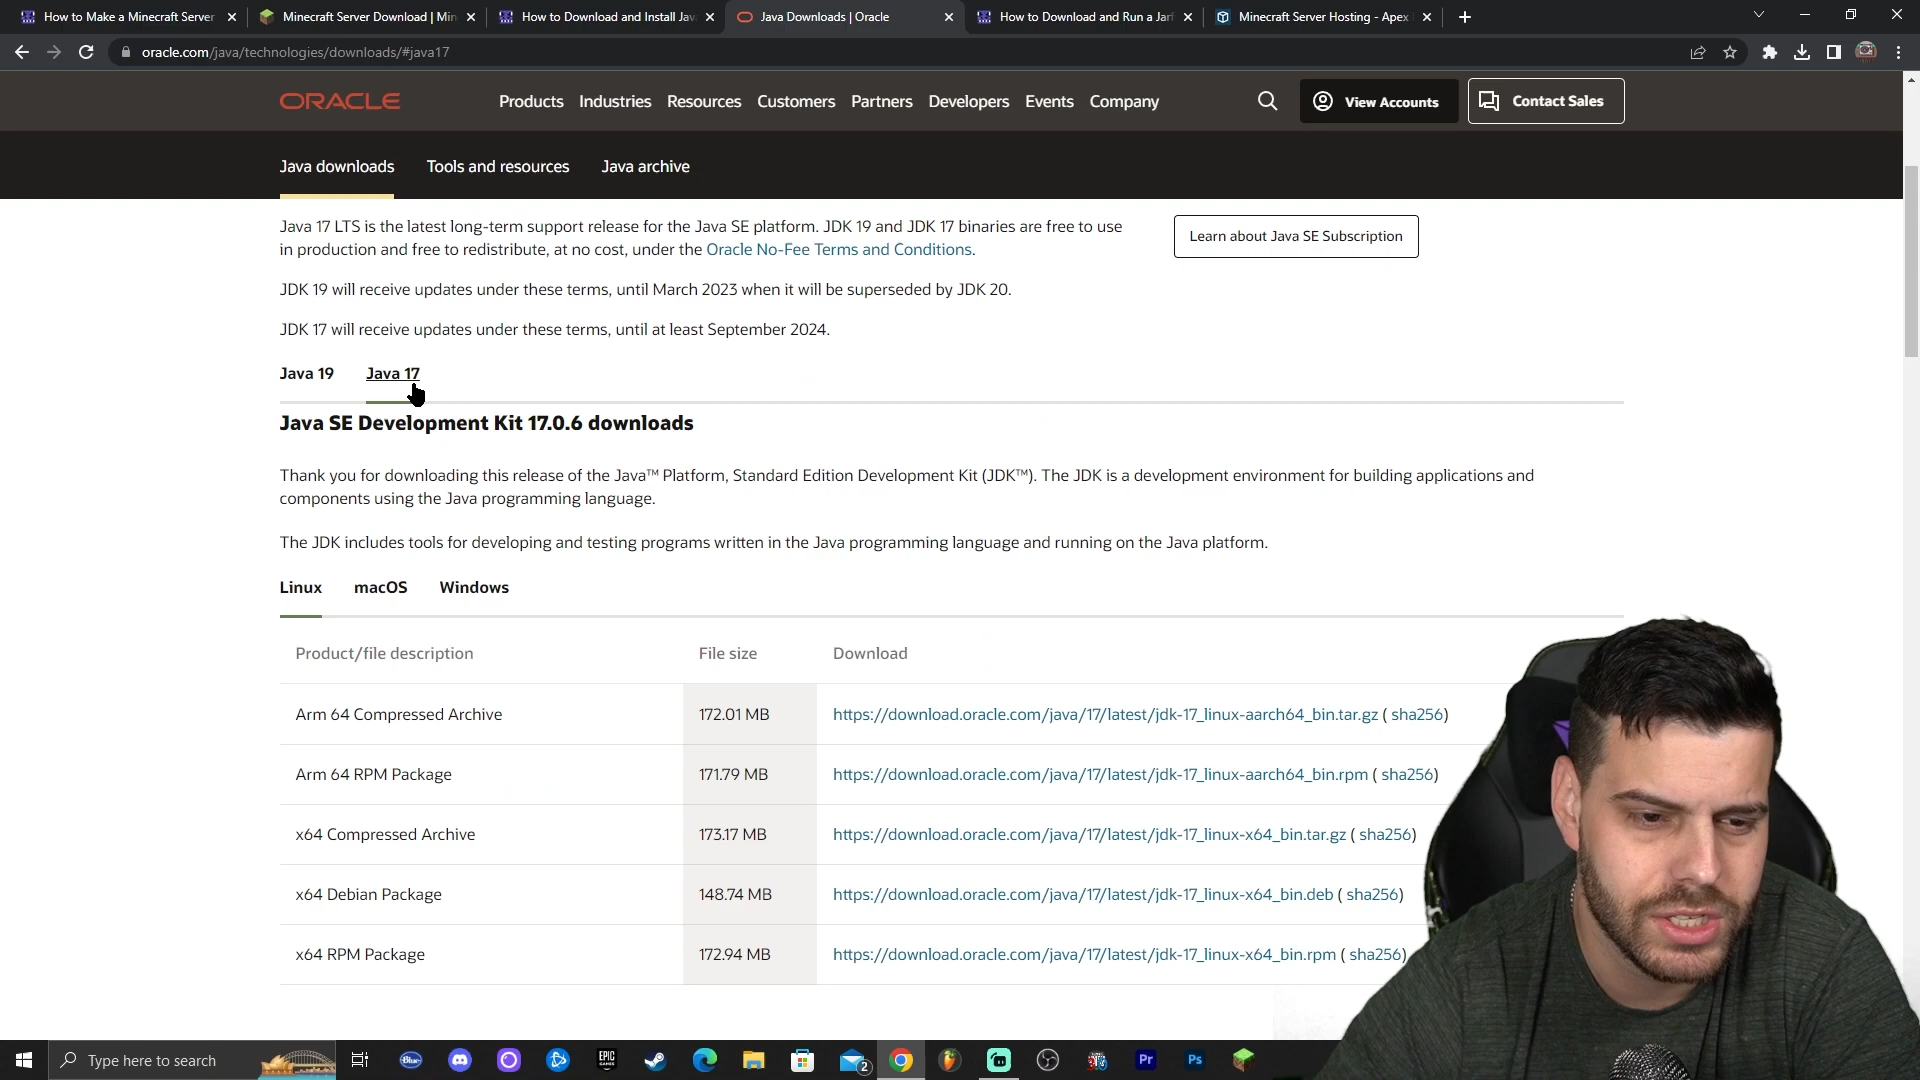 How to Make a Minecraft Server
Minecraft Server Download | Min
How to Download and Install Jav
Java Downloads | Oracle
How to Download and Run a Jarf
Minecraft Server Hosting - Apex
oracle.com/java/technologies/downloads/#java17
ORACLE
Products
Industries
Resources
Customers
Partners
Developers
Events
Company
View Accounts
Contact Sales
Java downloads
Tools and resources
Java archive
Java 17 LTS is the latest long-term support release for the Java SE platform. JDK 19 and JDK 17 binaries are free to use
in production and free to redistribute, at no cost, under the Oracle No-Fee Terms and Conditions.
Learn about Java SE Subscription
JDK 19 will receive updates under these terms, until March 2023 when it will be superseded by JDK 20.
JDK 17 will receive updates under these terms, until at least September 2024.
Java 19
Java 17
Java SE Development Kit 17.0.6 downloads
Thank you for downloading this release of the Java™ Platform, Standard Edition Development Kit (JDK™). The JDK is a development environment for building applications and
components using the Java programming language.
The JDK includes tools for developing and testing programs written in the Java programming language and running on the Java platform.
Linux
macOS
Windows
Product/file description
File size
Download
Arm 64 Compressed Archive
172.01 MB
https://download.oracle.com/java/17/latest/jdk-17_linux-aarch64_bin.tar.gz ( sha256)
Arm 64 RPM Package
171.79 MB
https://download.oracle.com/java/17/latest/jdk-17_linux-aarch64_bin.rpm ( sha256)
x64 Compressed Archive
173.17 MB
https://download.oracle.com/java/17/latest/jdk-17_linux-x64_bin.tar.gz ( sha256)
x64 Debian Package
148.74 MB
https://download.oracle.com/java/17/latest/jdk-17_linux-x64_bin.deb ( sha256)
x64 RPM Package
172.94 MB
https://download.oracle.com/java/17/latest/jdk-17_linux-x64_bin.rpm ( sha256)
Type here to search
Blue
EPIC
GAMES
2
Pr
Ps